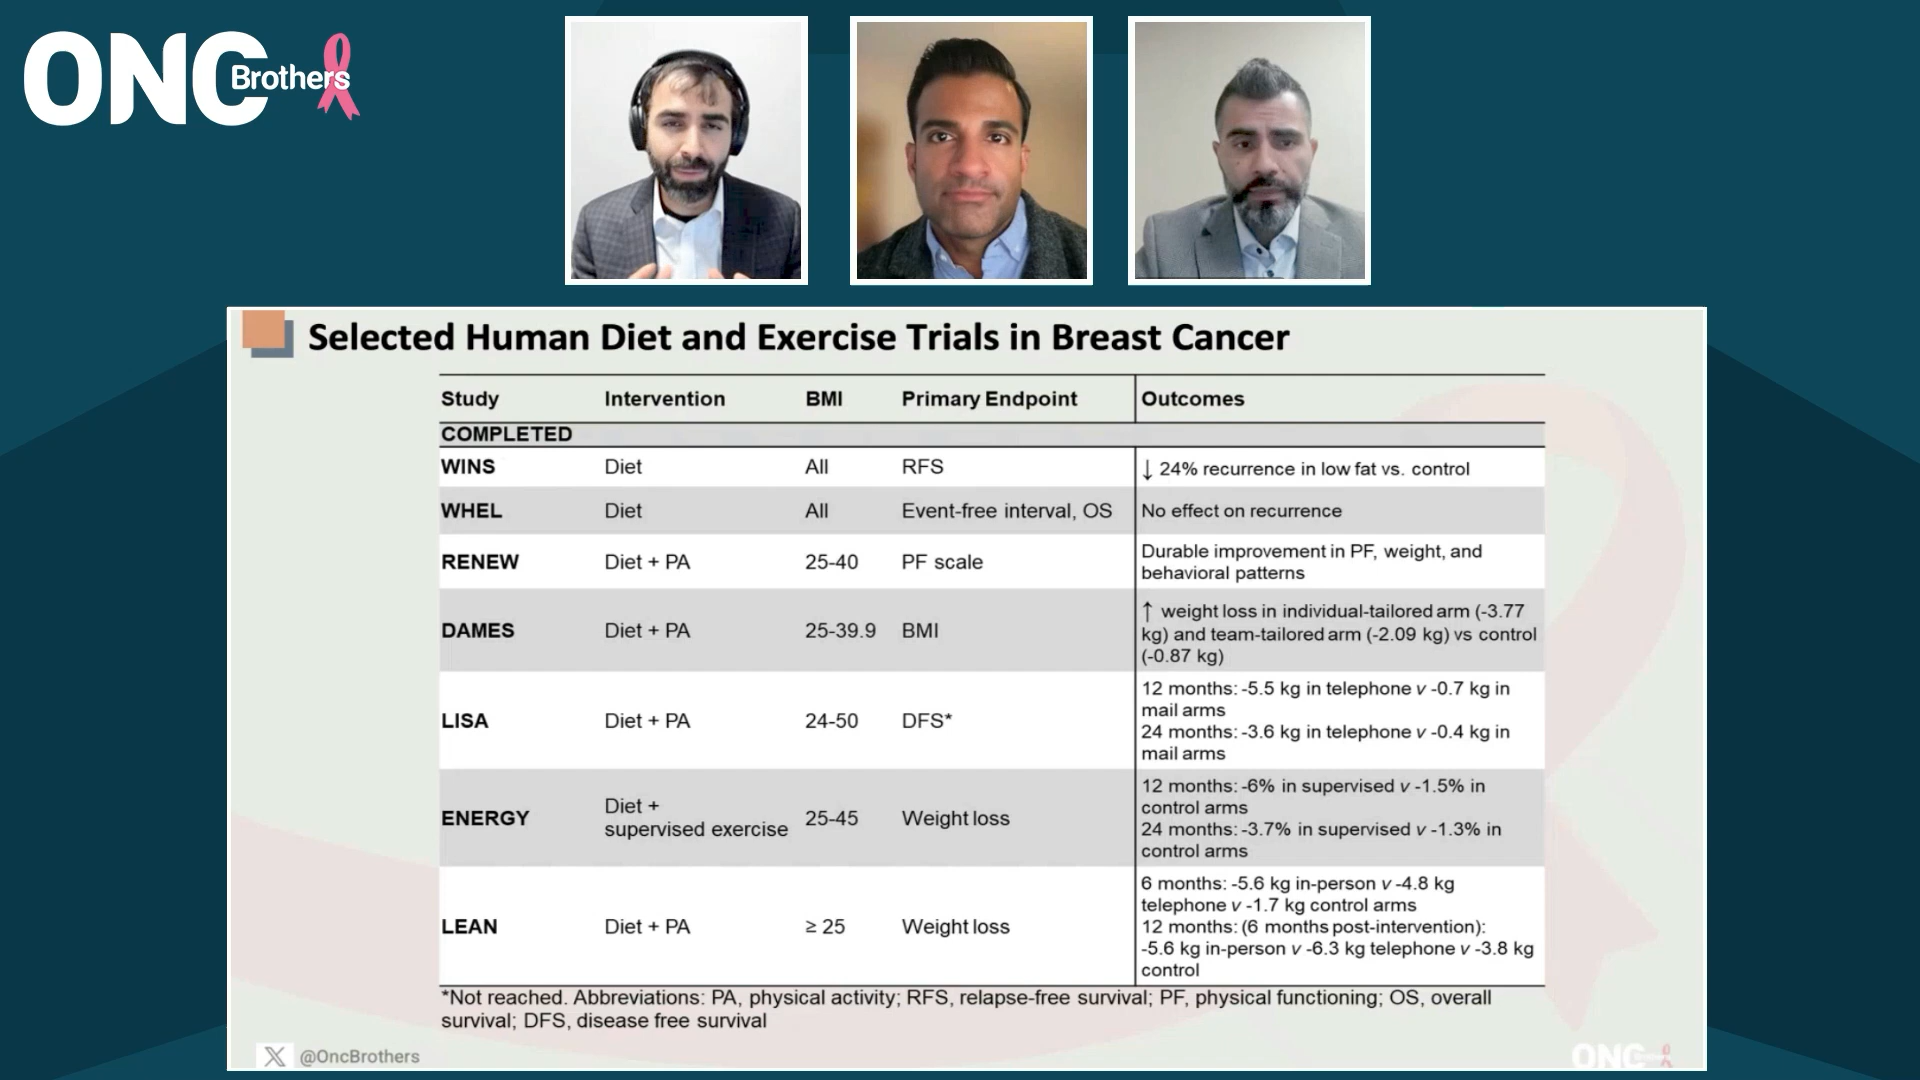 ONC Brothers
Selected Human Diet and Exercise Trials in Breast Cancer
Study Intervention BMI Primary Endpoint Outcomes
COMPLETED
WINS Diet All RFS ↓ 24% recurrence in low fat vs. control
WHEL Diet All Event-free interval, OS No effect on recurrence
RENEW Diet + PA 25-40 PF scale Durable improvement in PF, weight, and
behavioral patterns
DAMES Diet + PA 25-39.9 BMI ↑ weight loss in individual-tailored arm (-3.77
kg) and team-tailored arm (-2.09 kg) vs control
(-0.87 kg)
LISA Diet + PA 24-50 DFS* 12 months: -5.5 kg in telephone v -0.7 kg in
mail arms
24 months: -3.6 kg in telephone v -0.4 kg in
mail arms
ENERGY Diet +
supervised exercise 25-45 Weight loss 12 months: -6% in supervised v -1.5% in
control arms
24 months: -3.7% in supervised v -1.3% in
control arms
LEAN Diet + PA ≥ 25 Weight loss 6 months: -5.6 kg in-person v -4.8 kg
telephone v -1.7 kg control arms
12 months: (6 months post-intervention):
-5.6 kg in-person v -6.3 kg telephone v -3.8 kg
control
*Not reached. Abbreviations: PA, physical activity; RFS, relapse-free survival; PF, physical functioning; OS, overall
survival; DFS, disease free survival
X @OncBrothers
ONC